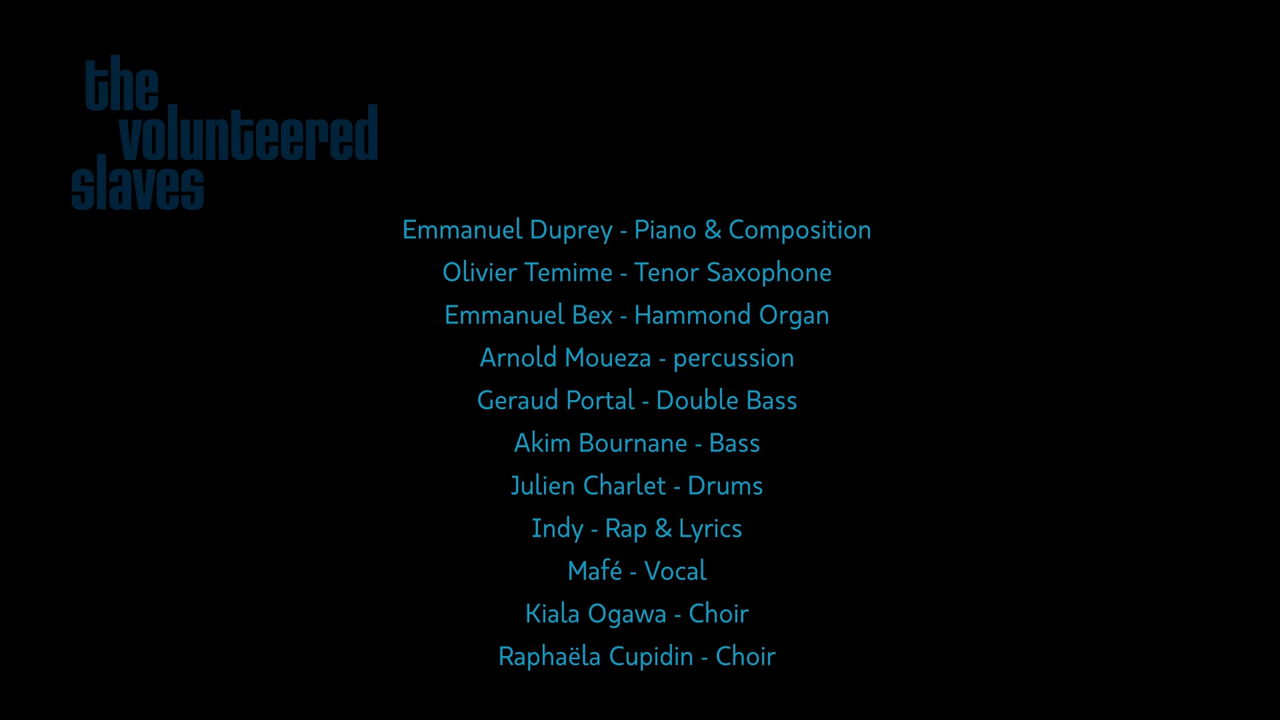 the
volunteered
slaves
Emmanuel Duprey - Piano & Composition
Olivier Temime - Tenor Saxophone
Emmanuel Bex - Hammond Organ
Arnold Moueza - percussion
Geraud Portal - Double Bass
Akim Bournane - Bass
Julien Charlet - Drums
Indy - Rap & Lyrics
Mafé - Vocal
Kiala Ogawa - Choir
Raphaëla Cupidin - Choir